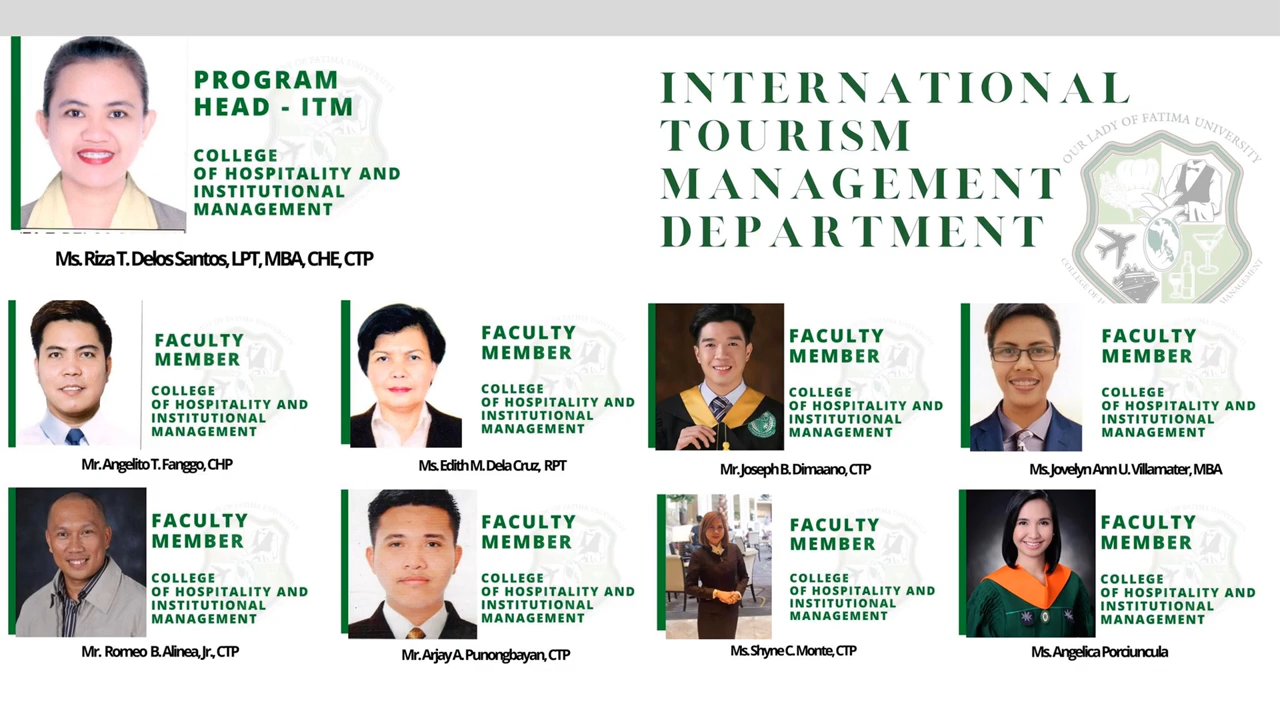 PROGRAM
HEAD - ITM
COLLEGE
OF HOSPITALITY AND
INSTITUTIONAL
MANAGEMENT
Ms. Riza T. Delos Santos, LPT, MBA, CHE, CTP
INTERNATIONAL
TOURISM
MANAGEMENT
DEPARTMENT
OUR LADY OF FATIMA UNIVERSITY
FACULTY
MEMBER
COLLEGE
OF HOSPITALITY AND
INSTITUTIONAL
MANAGEMENT
Mr. Angelito T. Fanggo, CHP
FACULTY
MEMBER
COLLEGE
OF HOSPITALITY AND
INSTITUTIONAL
MANAGEMENT
Ms. Edith M. Dela Cruz, RPT
FACULTY
MEMBER
COLLEGE
OF HOSPITALITY AND
INSTITUTIONAL
MANAGEMENT
Mr. Joseph B. Dimaano, CTP
FACULTY
MEMBER
COLLEGE
OF HOSPITALITY AND
INSTITUTIONAL
MANAGEMENT
Ms. Jovelyn Ann U. Villamater, MBA
FACULTY
MEMBER
COLLEGE
OF HOSPITALITY AND
INSTITUTIONAL
MANAGEMENT
Mr. Romeo B. Alinea, Jr., CTP
FACULTY
MEMBER
COLLEGE
OF HOSPITALITY AND
INSTITUTIONAL
MANAGEMENT
Mr. Arjay A. Punongbayan, CTP
FACULTY
MEMBER
COLLEGE
OF HOSPITALITY AND
INSTITUTIONAL
MANAGEMENT
Ms. Shyne C. Monte, CTP
FACULTY
MEMBER
COLLEGE
OF HOSPITALITY AND
INSTITUTIONAL
MANAGEMENT
Ms. Angelica Porciuncula